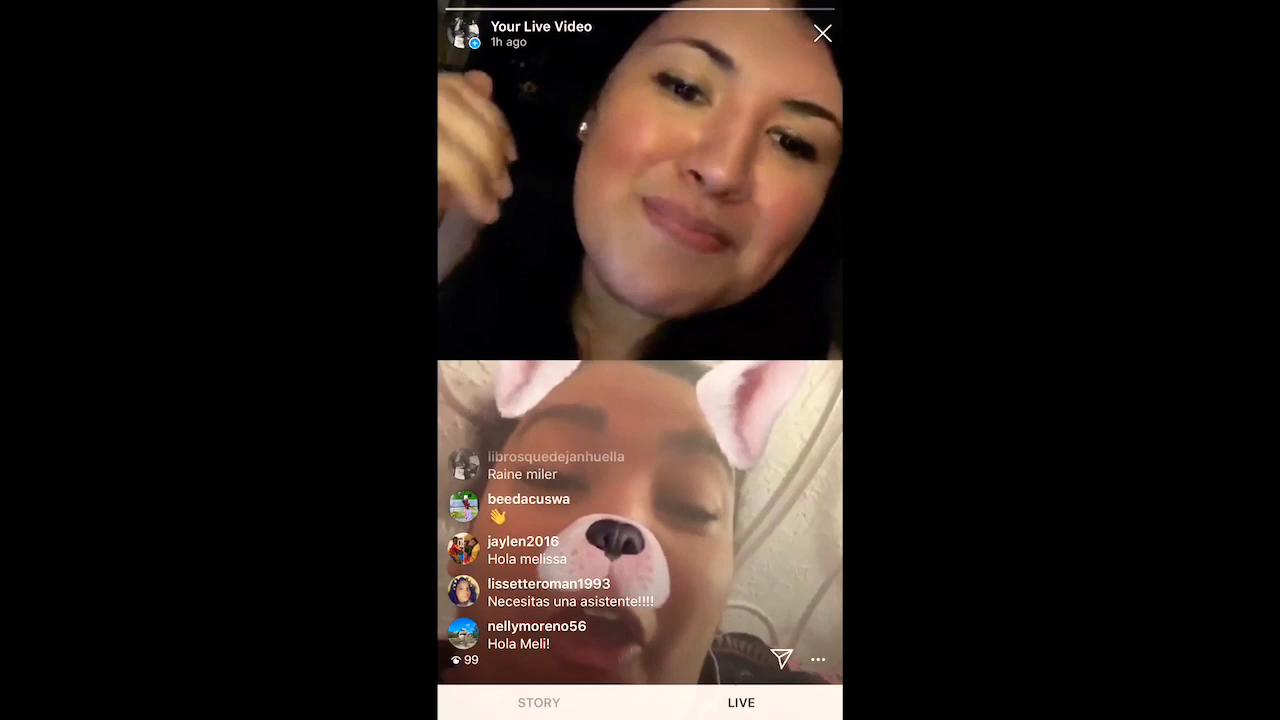 Your Live Video
1h ago
librosquedejanhuella
Raine miler
beedacuswa
👋
jaylen2016
Hola melissa
lissetteroman1993
Necesitas una asistente!!!!
nellymoreno56
Hola Meli!
99
STORY
LIVE